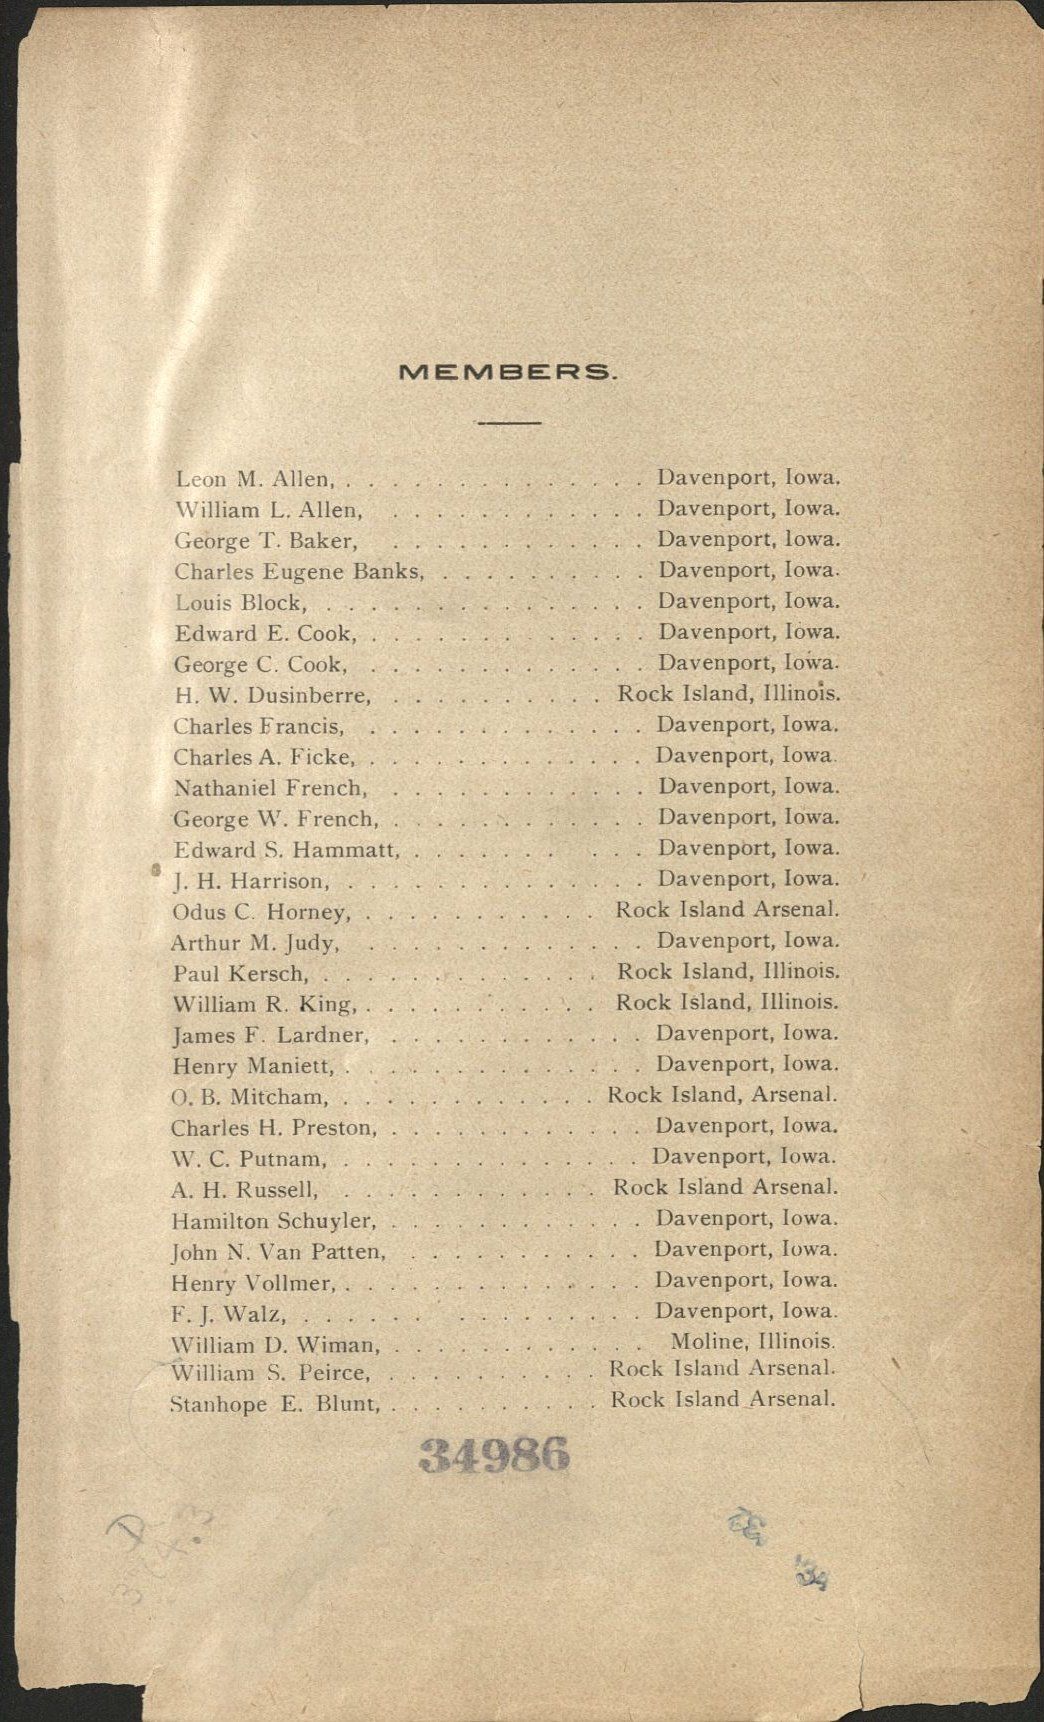 MEMBERS.
Leon M. Allen, . . . . . . . . . . . . . . Davenport, Iowa.
William L. Allen, . . . . . . . . . . . . Davenport, Iowa.
George T. Baker, . . . . . . . . . . . . Davenport, Iowa.
Charles Eugene Banks, . . . . . . . . . . Davenport, Iowa.
Louis Block, . . . . . . . . . . . . . . . Davenport, Iowa.
Edward E. Cook, . . . . . . . . . . . . . Davenport, Iowa.
George C. Cook, . . . . . . . . . . . . . Davenport, Iowa.
H. W. Dusinberre, . . . . . . . . . . Rock Island, Illinois.
Charles Francis, . . . . . . . . . . . . . Davenport, Iowa.
Charles A. Ficke, . . . . . . . . . . . . . Davenport, Iowa.
Nathaniel French, . . . . . . . . . . . . Davenport, Iowa.
George W. French, . . . . . . . . . . . . Davenport, Iowa.
Edward S. Hammatt, . . . . . . . . . . Davenport, Iowa.
J. H. Harrison, . . . . . . . . . . . . . . Davenport, Iowa.
Odus C. Horney, . . . . . . . . . . . Rock Island Arsenal.
Arthur M. Judy, . . . . . . . . . . . . . Davenport, Iowa.
Paul Kersch, . . . . . . . . . . . . . Rock Island, Illinois.
William R. King, . . . . . . . . . . . Rock Island, Illinois.
James F. Lardner, . . . . . . . . . . . . Davenport, Iowa.
Henry Maniett, . . . . . . . . . . . . . . Davenport, Iowa.
O. B. Mitcham, . . . . . . . . . . . . Rock Island, Arsenal.
Charles H. Preston, . . . . . . . . . . . . Davenport, Iowa.
W. C. Putnam, . . . . . . . . . . . . . . Davenport, Iowa.
A. H. Russell, . . . . . . . . . . . . Rock Island Arsenal.
Hamilton Schuyler, . . . . . . . . . . . . Davenport, Iowa.
John N. Van Patten, . . . . . . . . . . . Davenport, Iowa.
Henry Vollmer, . . . . . . . . . . . . . . Davenport, Iowa.
F. J. Walz, . . . . . . . . . . . . . . . Davenport, Iowa.
William D. Wiman, . . . . . . . . . . . . Moline, Illinois.
William S. Peirce, . . . . . . . . . . Rock Island Arsenal.
Stanhope E. Blunt, . . . . . . . . . . Rock Island Arsenal.
34986
'34